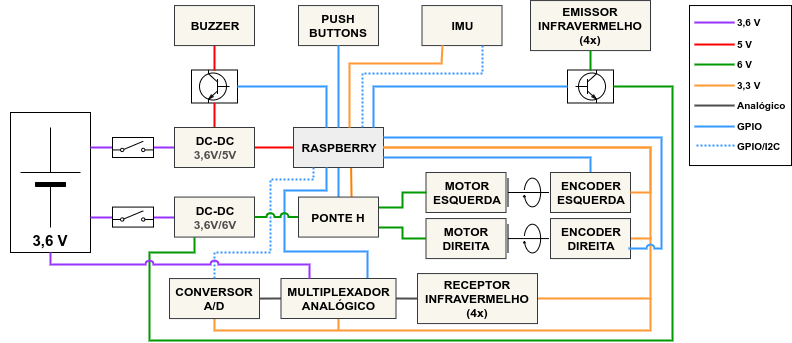 BUZZER
PUSH
BUTTONS
IMU
EMISSOR
INFRAVERMELHO
(4x)
3,6 V
5 V
6 V
3,3 V
Analógico
GPIO
GPIO/I2C
DC-DC
3,6V/5V
RASPBERRY
3,6 V
DC-DC
3,6V/6V
PONTE H
MOTOR
ESQUERDA
ENCODER
ESQUERDA
MOTOR
DIREITA
ENCODER
DIREITA
CONVERSOR
A/D
MULTIPLEXADOR
ANALÓGICO
RECEPTOR
INFRAVERMELHO
(4x)